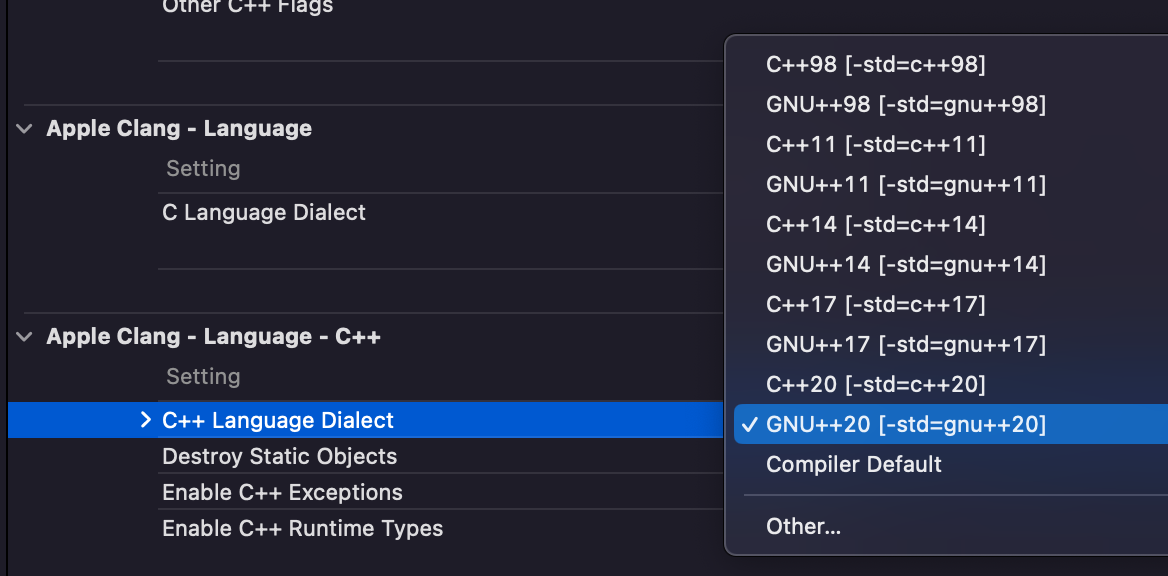 Other C++ Flags
Apple Clang - Language
Setting
C Language Dialect
Apple Clang - Language - C++
Setting
C++ Language Dialect
Destroy Static Objects
Enable C++ Exceptions
Enable C++ Runtime Types
C++98 [-std=c++98]
GNU++98 [-std=gnu++98]
C++11 [-std=c++11]
GNU++11 [-std=gnu++11]
C++14 [-std=c++14]
GNU++14 [-std=gnu++14]
C++17 [-std=c++17]
GNU++17 [-std=gnu++17]
C++20 [-std=c++20]
GNU++20 [-std=gnu++20]
Compiler Default
Other...